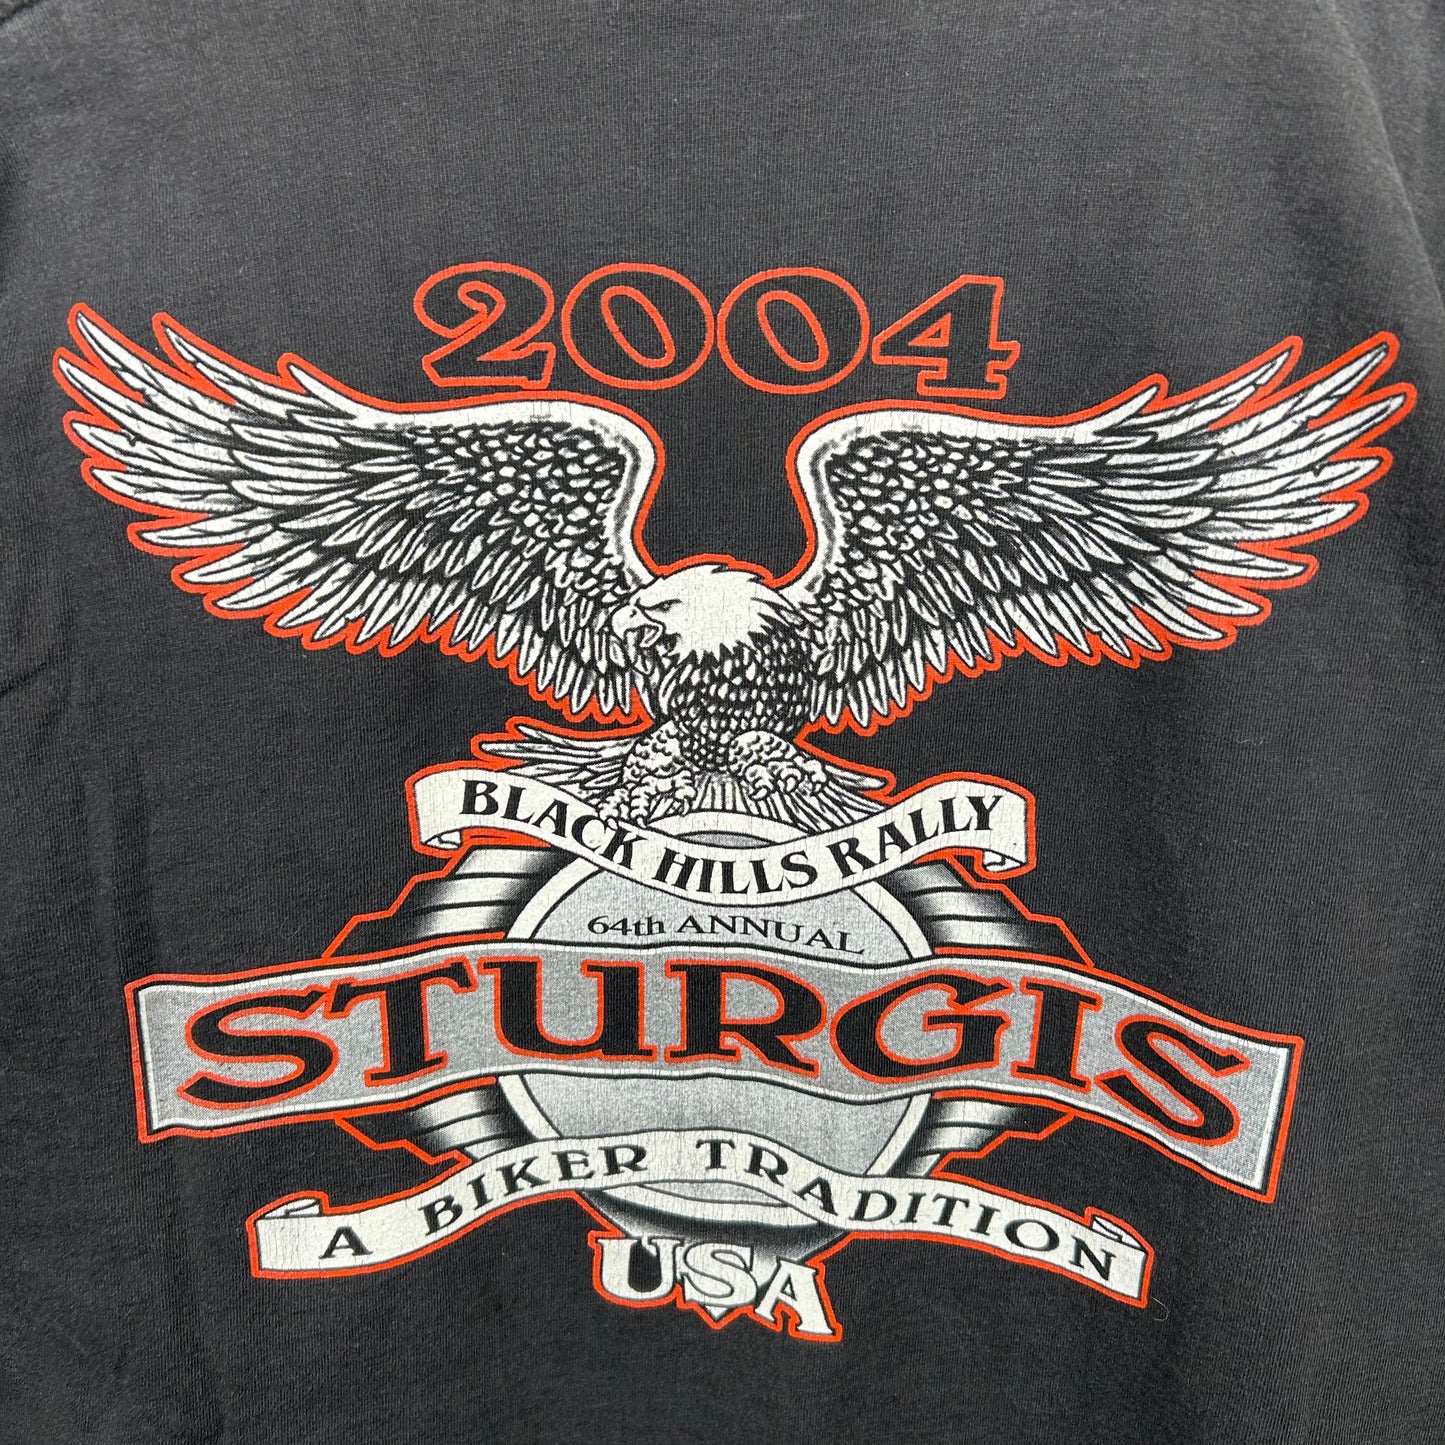 2004
BLACK HILLS RALLY
64th ANNUAL
STURGIS
A BIKER TRADITION
USA